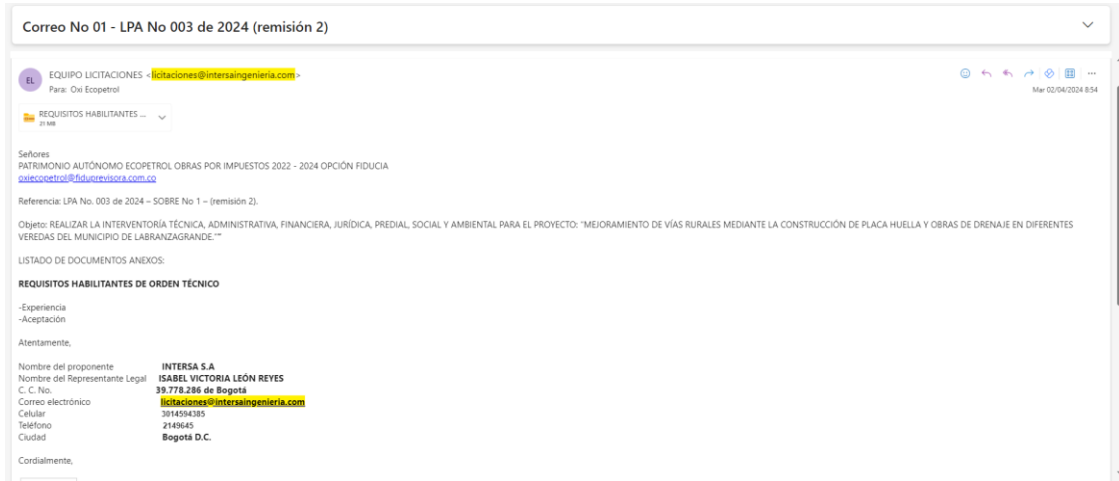 Correo No 01 - LPA No 003 de 2024 (remisión 2)
EL
EQUIPO LICITACIONES <licitaciones@intersaingenieria.com>
Para: Oxi Ecopetrol
Mar 02/04/2024 8:54
REQUISITOS HABILITANTES ...
21 MB
Señores
PATRIMONIO AUTÓNOMO ECOPETROL OBRAS POR IMPUESTOS 2022 - 2024 OPCIÓN FIDUCIA
oxiecopetrol@fiduprevisora.com.co
Referencia: LPA No. 003 de 2024 – SOBRE No 1 – (remisión 2).
Objeto: REALIZAR LA INTERVENTORÍA TÉCNICA, ADMINISTRATIVA, FINANCIERA, JURÍDICA, PREDIAL, SOCIAL Y AMBIENTAL PARA EL PROYECTO: "MEJORAMIENTO DE VÍAS RURALES MEDIANTE LA CONSTRUCCIÓN DE PLACA HUELLA Y OBRAS DE DRENAJE EN DIFERENTES
VEREDAS DEL MUNICIPIO DE LABRANZAGRANDE.""
LISTADO DE DOCUMENTOS ANEXOS:
REQUISITOS HABILITANTES DE ORDEN TÉCNICO
-Experiencia
-Aceptación
Atentamente,
Nombre del proponente INTERSA S.A
Nombre del Representante Legal ISABEL VICTORIA LEÓN REYES
C. C. No. 39.778.286 de Bogotá
Correo electrónico licitaciones@intersaingenieria.com
Celular 3014594385
Teléfono 2149645
Ciudad Bogotá D.C.
Cordialmente,